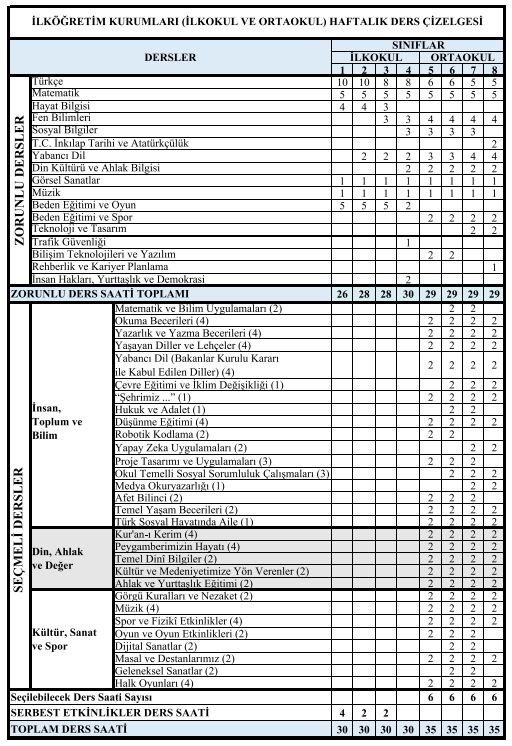 İLKÖĞRETİM KURUMLARI (İLKOKUL VE ORTAOKUL) HAFTALIK DERS ÇİZELGESİ
DERSLER SINIFLAR
İLKOKUL ORTAOKUL
1 2 3 4 5 6 7 8
ZORUNLU DERSLER
Türkçe 10 10 8 8 6 6 5 5
Matematik 5 5 5 5 5 5 5 5
Hayat Bilgisi 4 4 3
Fen Bilimleri 3 3 4 4 4 4
Sosyal Bilgiler 3 3 3 3
T.C. İnkılap Tarihi ve Atatürkçülük 2
Yabancı Dil 2 2 2 3 3 4 4
Din Kültürü ve Ahlak Bilgisi 2 2 2 2 2
Görsel Sanatlar 1 1 1 1 1 1 1 1
Müzik 1 1 1 1 1 1 1 1
Beden Eğitimi ve Oyun 5 5 5 2
Beden Eğitimi ve Spor 2 2 2 2
Teknoloji ve Tasarım 2 2
Trafik Güvenliği 1
Bilişim Teknolojileri ve Yazılım 2 2
Rehberlik ve Kariyer Planlama 1
İnsan Hakları, Yurttaşlık ve Demokrasi 2
ZORUNLU DERS SAATİ TOPLAMI 26 28 28 30 29 29 29 29
SEÇMELİ DERSLER
İnsan,
Toplum ve
Bilim
Matematik ve Bilim Uygulamaları (2) 2 2
Okuma Becerileri (4) 2 2 2 2
Yazarlık ve Yazma Becerileri (4) 2 2 2 2
Yaşayan Diller ve Lehçeler (4) 2 2 2 2
Yabancı Dil (Bakanlar Kurulu Kararı
ile Kabul Edilen Diller) (4) 2 2 2 2
Çevre Eğitimi ve İklim Değişikliği (1) 2 2 2
“Şehrimiz ...” (1) 2 2 2 2
Hukuk ve Adalet (1) 2 2
Düşünme Eğitimi (4) 2 2 2 2
Robotik Kodlama (2) 2 2
Yapay Zeka Uygulamaları (2) 2 2
Proje Tasarımı ve Uygulamaları (3) 2 2 2
Okul Temelli Sosyal Sorumluluk Çalışmaları (3) 2 2 2
Medya Okuryazarlığı (1) 2 2
Afet Bilinci (2) 2 2 2
Temel Yaşam Becerileri (2) 2 2 2
Türk Sosyal Hayatında Aile (1) 2 2 2
Din, Ahlak
ve Değer
Kur'an-ı Kerim (4) 2 2 2 2
Peygamberimizin Hayatı (4) 2 2 2 2
Temel Dinî Bilgiler (2) 2 2 2 2
Kültür ve Medeniyetimize Yön Verenler (2) 2 2 2 2
Ahlak ve Yurttaşlık Eğitimi (2) 2 2 2 2
Kültür, Sanat
ve Spor
Görgü Kuralları ve Nezaket (2) 2 2 2 2
Müzik (4) 2 2 2 2
Spor ve Fizikî Etkinlikler (4) 2 2 2 2
Oyun ve Oyun Etkinlikleri (2) 2 2 2
Dijital Sanatlar (2) 2 2
Masal ve Destanlarımız (2) 2 2 2 2
Geleneksel Sanatlar (2) 2 2
Halk Oyunları (4) 2 2 2 2
Seçilebilecek Ders Saati Sayısı 6 6 6 6
SERBEST ETKİNLİKLER DERS SAATİ 4 2 2
TOPLAM DERS SAATİ 30 30 30 30 35 35 35 35